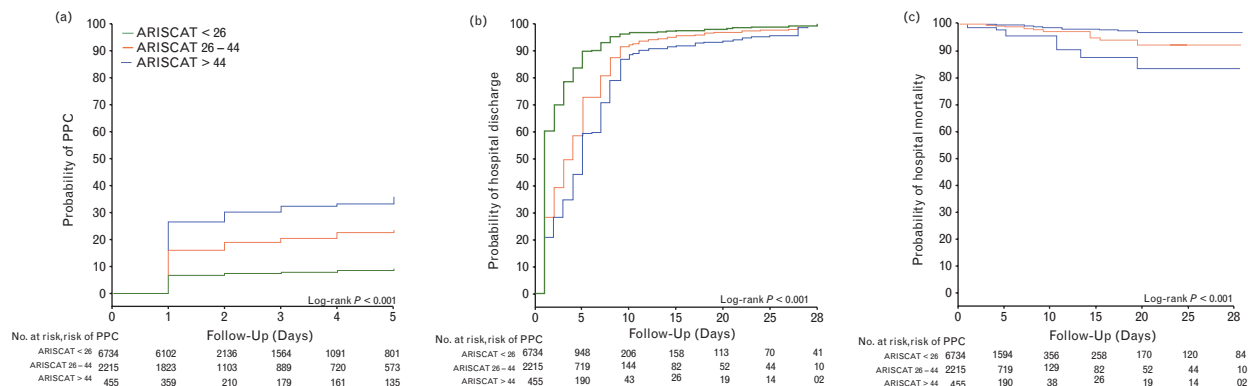 (a)
ARISCAT < 26
ARISCAT 26 – 44
ARISCAT > 44
Probability of PPC
100
90
80
70
60
50
40
30
20
10
0
Log-rank P < 0.001
0 1 2 3 4 5
No. at risk,risk of PPC
Follow-Up (Days)
ARISCAT < 26 6734 6102 2136 1564 1091 801
ARISCAT 26 – 44 2215 1823 1103 889 720 573
ARISCAT > 44 455 359 210 179 161 135
(b)
Probability of hospital discharge
100
90
80
70
60
50
40
30
20
10
0
Log-rank P < 0.001
0 5 10 15 20 25 28
No. at risk,risk of PPC
Follow-Up (Days)
ARISCAT < 26 6734 948 206 158 113 70 41
ARISCAT 26 – 44 2215 719 144 82 52 44 10
ARISCAT > 44 455 190 43 26 19 14 02
(c)
Probability of hospital mortality
100
90
80
70
60
50
40
30
20
10
0
Log-rank P < 0.001
0 5 10 15 20 25 28
No. at risk,risk of PPC
Follow-Up (Days)
ARISCAT < 26 6734 1594 356 258 170 120 84
ARISCAT 26 – 44 2215 719 129 82 52 44 10
ARISCAT > 44 455 190 38 26 19 14 02